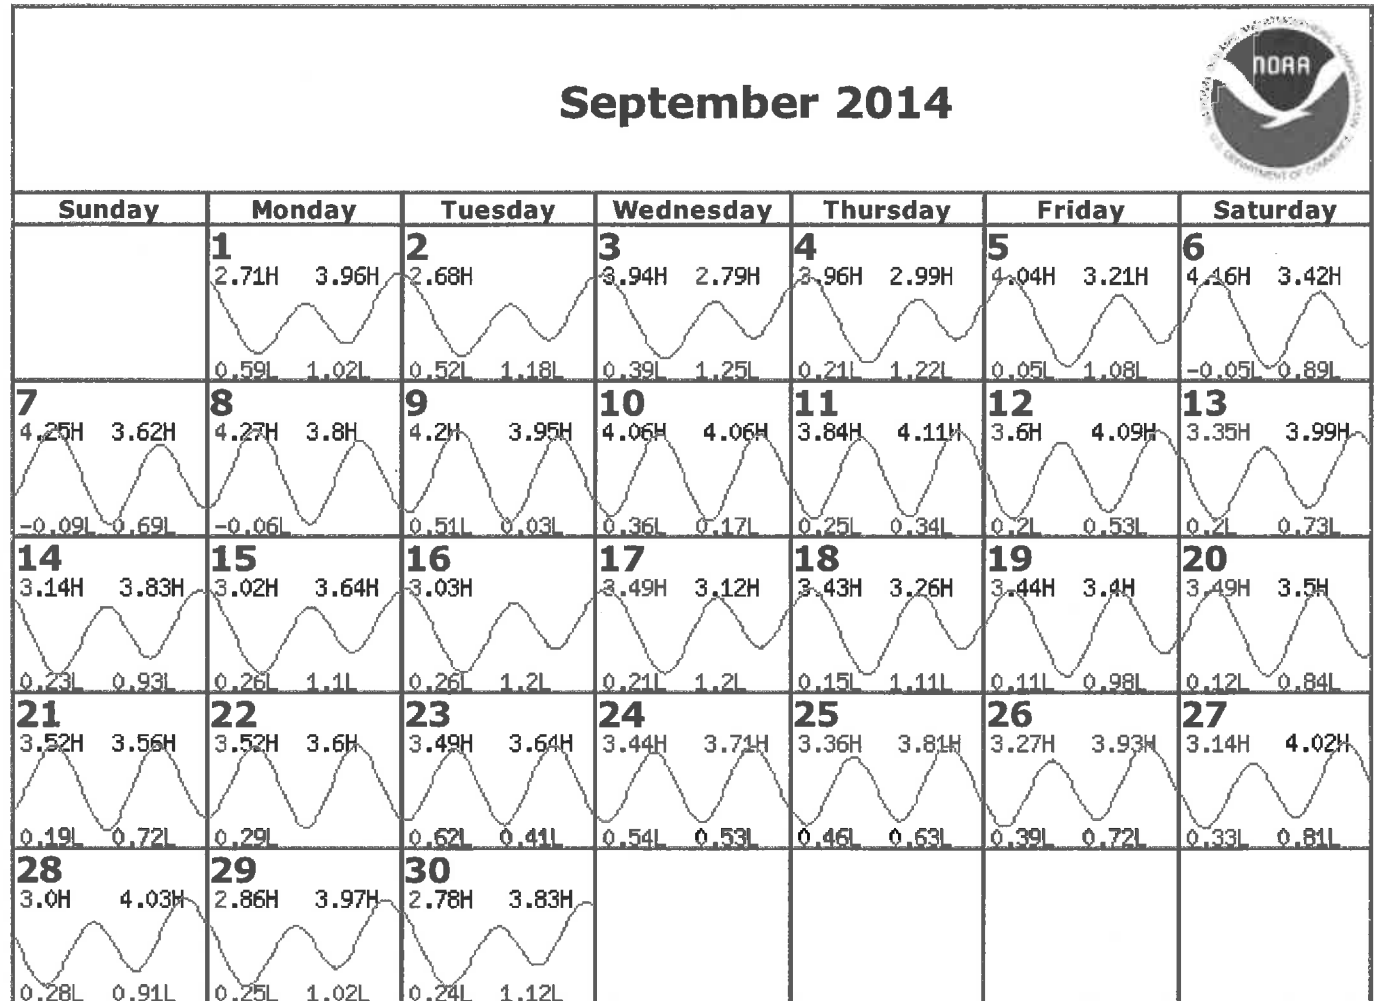 September 2014
NOAA
Sunday Monday Tuesday Wednesday Thursday Friday Saturday
1 2 3 4 5 6
2.71H 3.96H 2.68H 3.94H 2.79H 3.96H 2.99H 4.04H 3.21H 4.16H 3.42H
0.59L 1.02L 0.52L 1.18L 0.39L 1.25L 0.21L 1.22L 0.05L 1.08L -0.05L 0.89L
7 8 9 10 11 12 13
4.25H 3.62H 4.27H 3.8H 4.2H 3.95H 4.06H 4.06H 3.84H 4.11H 3.6H 4.09H 3.35H 3.99H
-0.09L 0.69L -0.06L 0.51L 0.03L 0.36L 0.17L 0.25L 0.34L 0.2L 0.53L 0.2L 0.73L
14 15 16 17 18 19 20
3.14H 3.83H 3.02H 3.64H 3.03H 3.49H 3.12H 3.43H 3.26H 3.44H 3.4H 3.49H 3.5H
0.23L 0.93L 0.26L 1.1L 0.26L 1.2L 0.21L 1.2L 0.15L 1.11L 0.11L 0.98L 0.12L 0.84L
21 22 23 24 25 26 27
3.52H 3.56H 3.52H 3.6H 3.49H 3.64H 3.44H 3.71H 3.36H 3.81H 3.27H 3.93H 3.14H 4.02H
0.19L 0.72L 0.29L 0.62L 0.41L 0.54L 0.53L 0.46L 0.63L 0.39L 0.72L 0.33L 0.81L
28 29 30
3.0H 4.03H 2.86H 3.97H 2.78H 3.83H
0.28L 0.91L 0.25L 1.02L 0.24L 1.12L